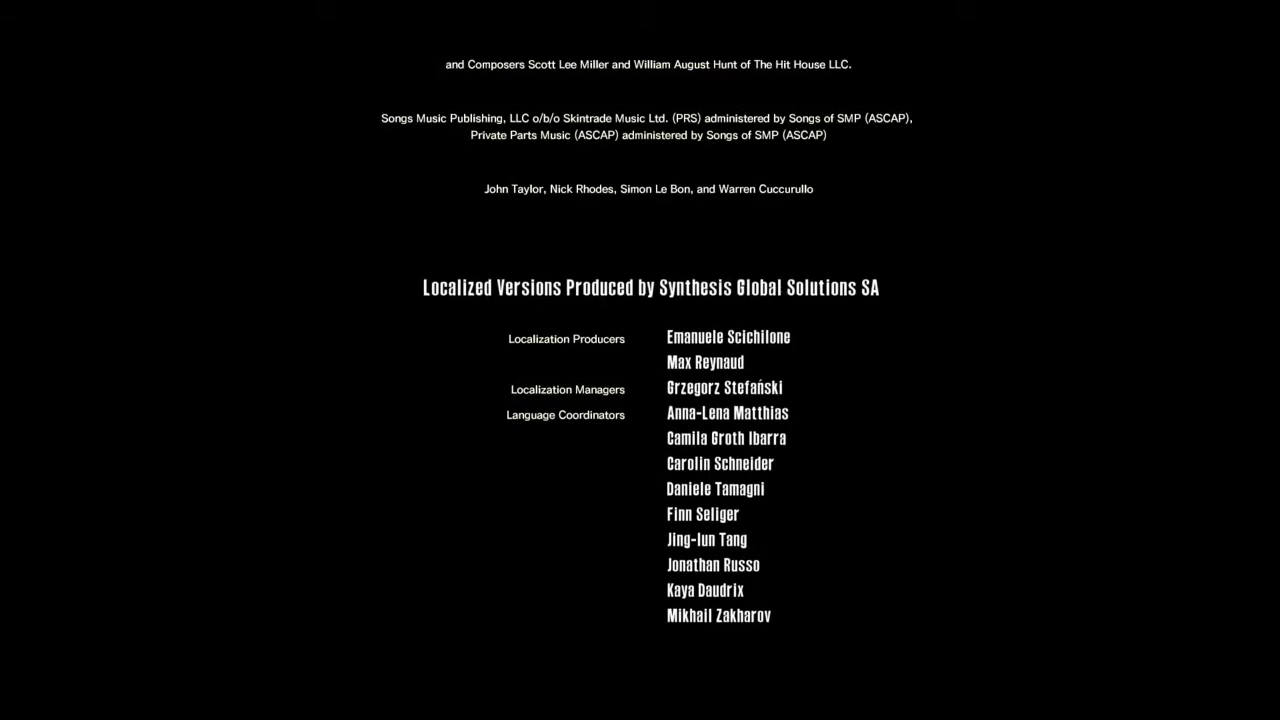 and Composers Scott Lee Miller and William August Hunt of The Hit House LLC.
Songs Music Publishing, LLC o/b/o Skintrade Music Ltd. (PRS) administered by Songs of SMP (ASCAP),
Private Parts Music (ASCAP) administered by Songs of SMP (ASCAP)
John Taylor, Nick Rhodes, Simon Le Bon, and Warren Cuccurullo
Localized Versions Produced by Synthesis Global Solutions SA
Localization Producers Emanuele Scichilone
Max Reynaud
Localization Managers Grzegorz Stefański
Language Coordinators Anna-Lena Matthias
Camila Groth Ibarra
Carolin Schneider
Daniele Tamagni
Finn Seliger
Jing-Iun Tang
Jonathan Russo
Kaya Daudrix
Mikhail Zakharov